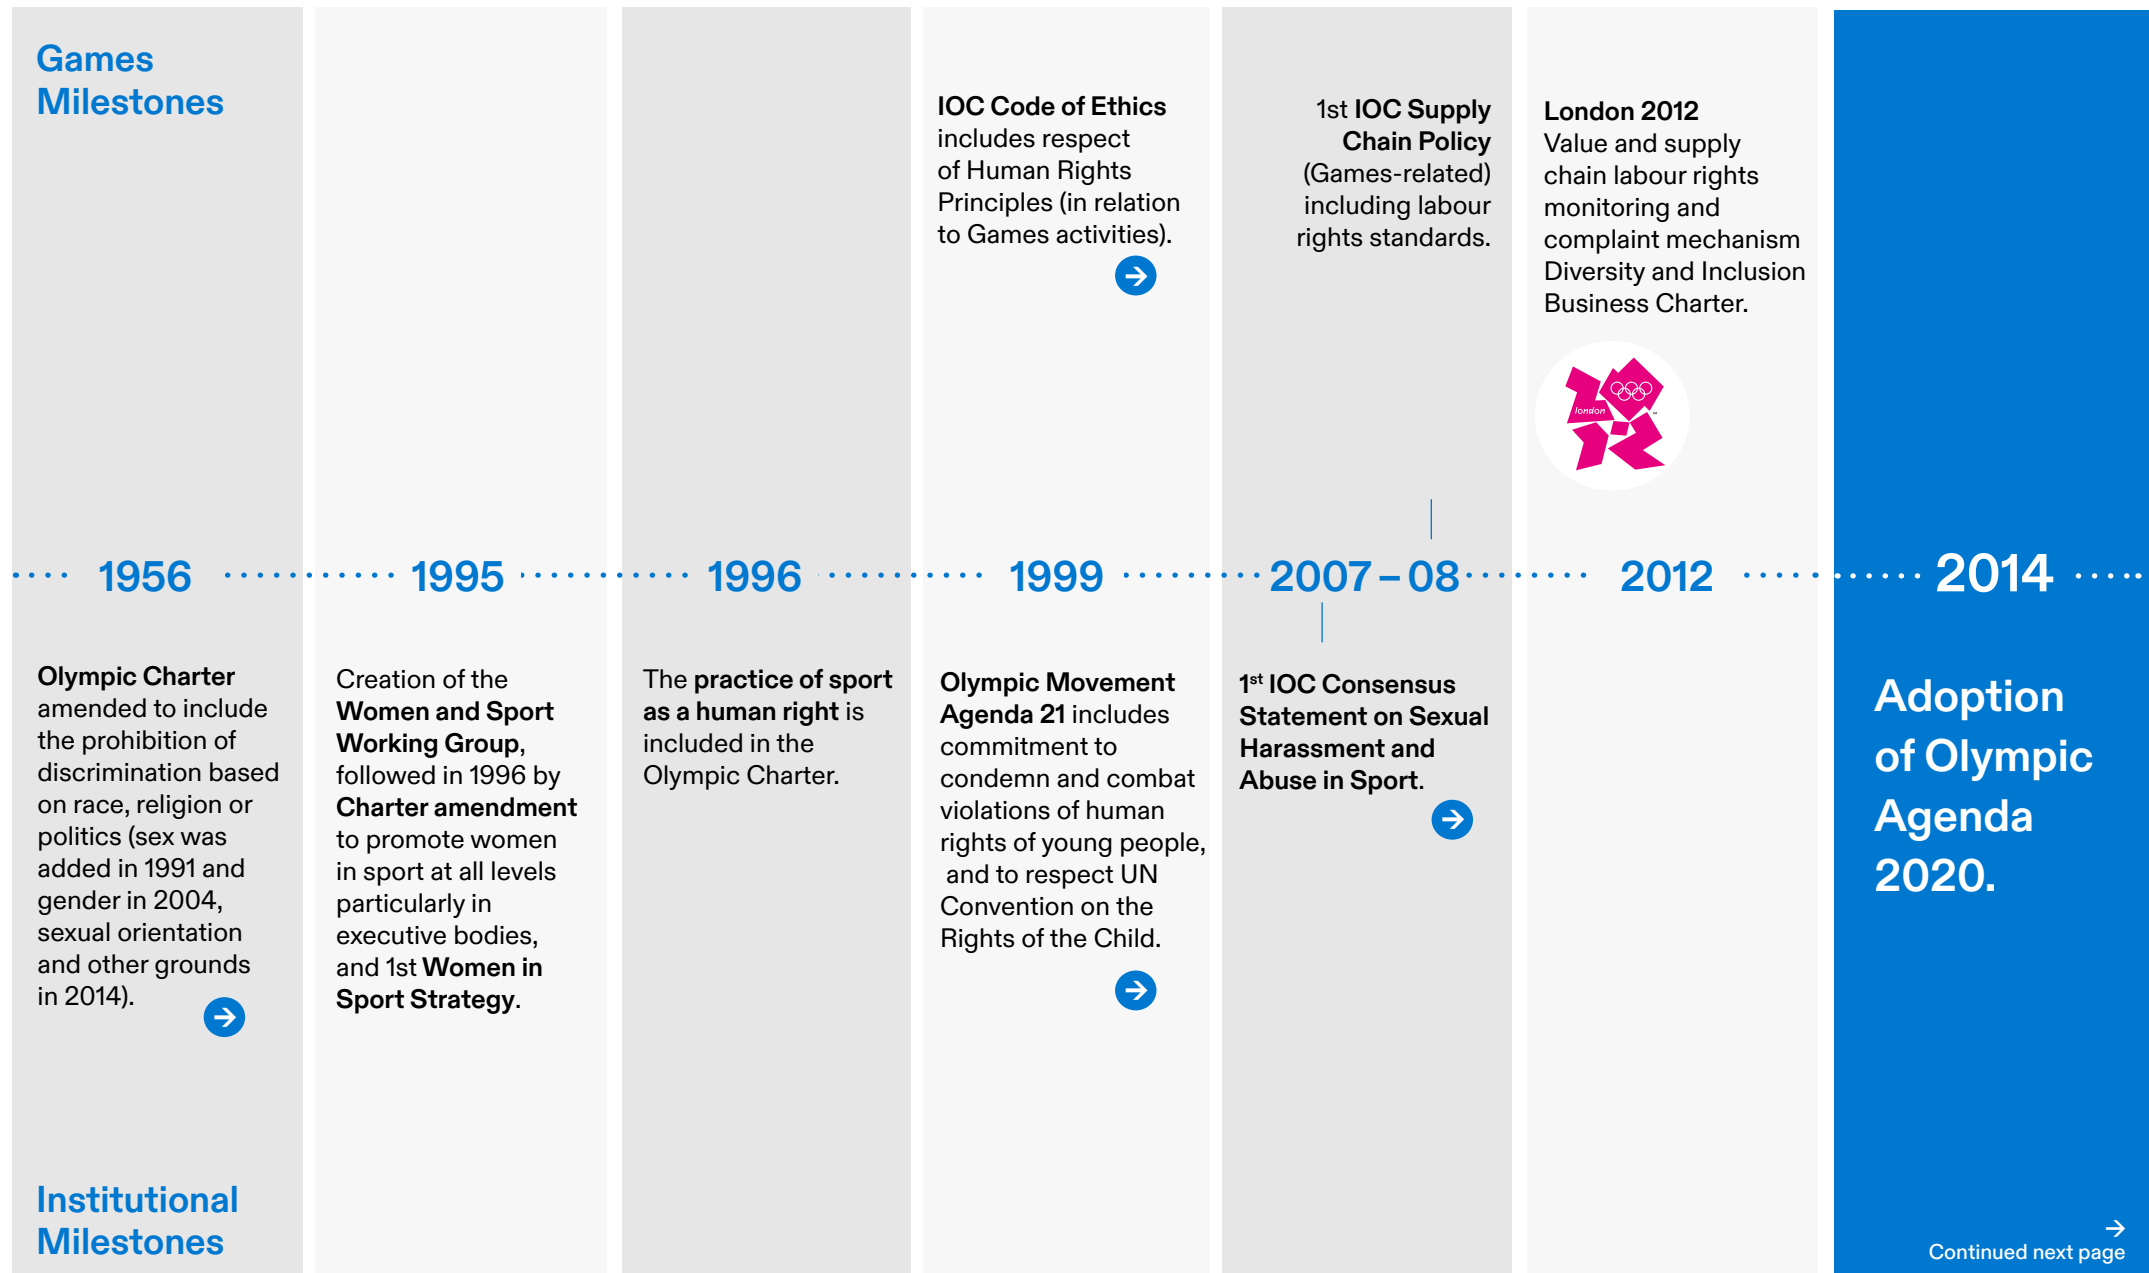 Games
Milestones
IOC Code of Ethics
includes respect
of Human Rights
Principles (in relation
to Games activities).
1st IOC Supply
Chain Policy
(Games-related)
including labour
rights standards.
London 2012
Value and supply
chain labour rights
monitoring and
complaint mechanism
Diversity and Inclusion
Business Charter.
london
™
1956
1995
1996
1999
2007 – 08
2012
2014
Olympic Charter
amended to include
the prohibition of
discrimination based
on race, religion or
politics (sex was
added in 1991 and
gender in 2004,
sexual orientation
and other grounds
in 2014).
Creation of the
Women and Sport
Working Group,
followed in 1996 by
Charter amendment
to promote women
in sport at all levels
particularly in
executive bodies,
and 1st Women in
Sport Strategy.
The practice of sport
as a human right is
included in the
Olympic Charter.
Olympic Movement
Agenda 21 includes
commitment to
condemn and combat
violations of human
rights of young people,
and to respect UN
Convention on the
Rights of the Child.
1st IOC Consensus
Statement on Sexual
Harassment and
Abuse in Sport.
Adoption
of Olympic
Agenda
2020.
Institutional
Milestones
Continued next page